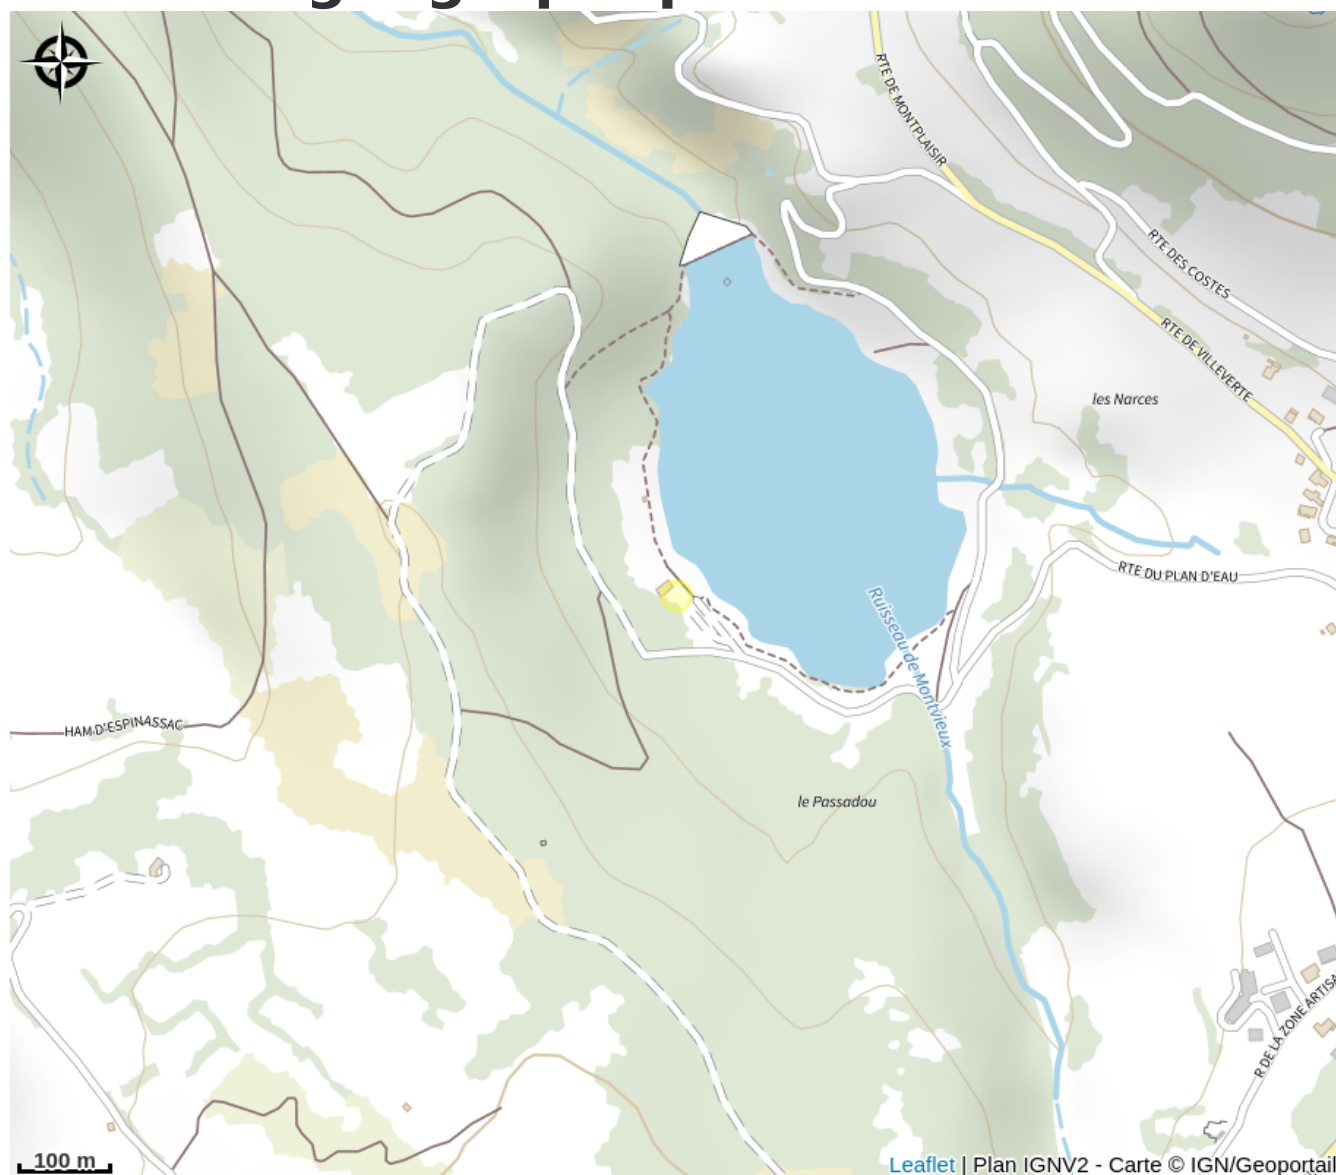 RTE DE MONTPLAISIR
RTE DES COSTES
RTE DE VILLEVERTE
les Narces
RTE DU PLAN D'EAU
Ruisseau de Montvieux
HAM D'ESPINASSAC
le Passadou
R DE LA ZONE ARTISA
100 m
Leaflet | Plan IGNV2 - Carte © IGN/Geoportail